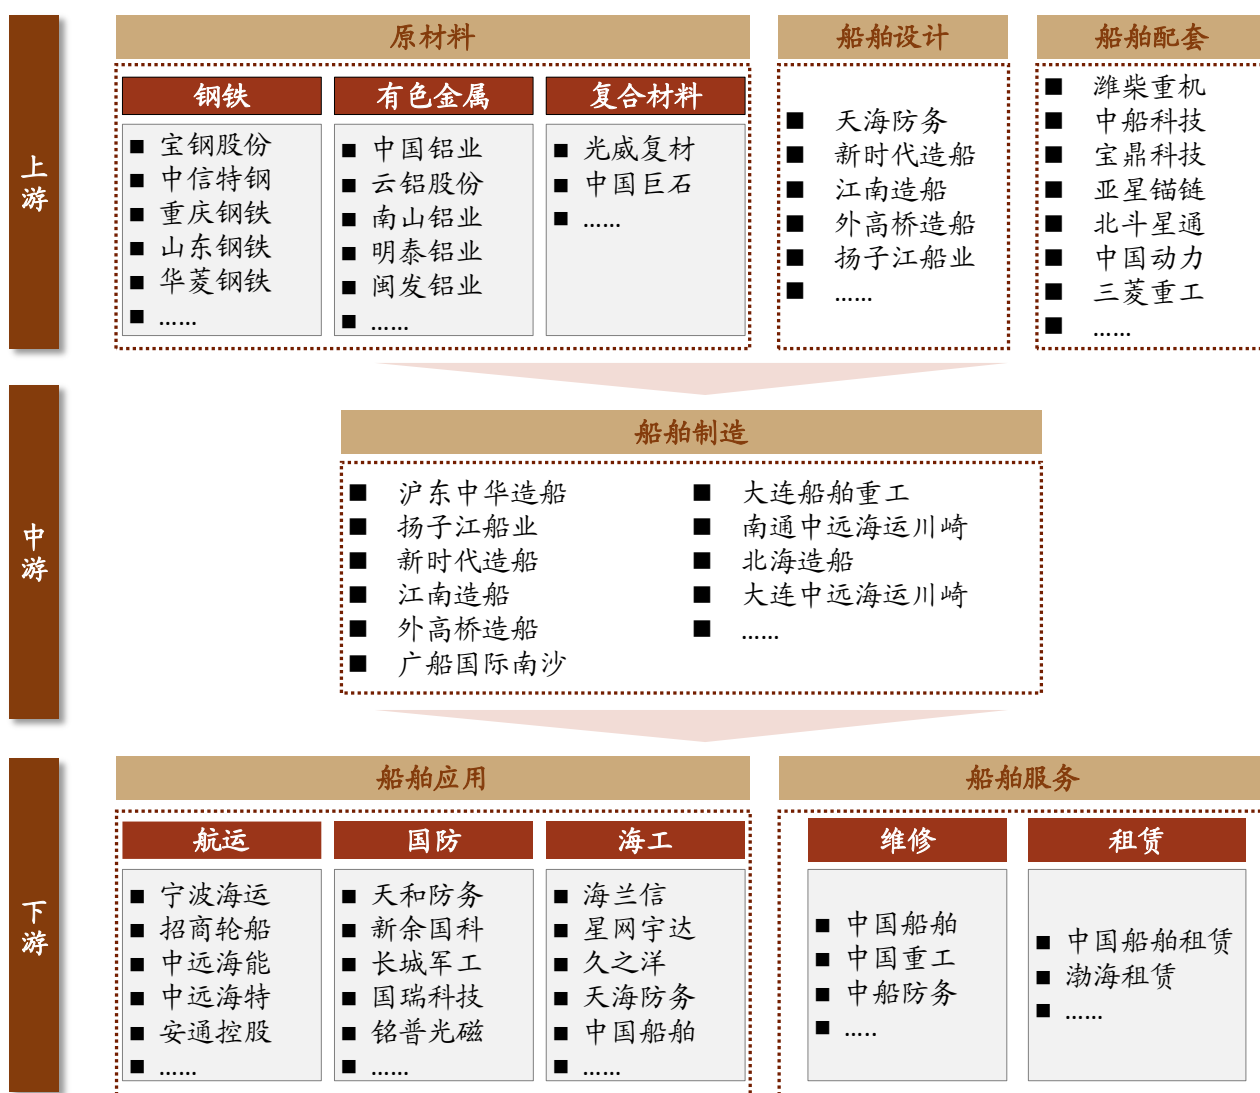 上游
原材料
钢铁
■ 宝钢股份
■ 中信特钢
■ 重庆钢铁
■ 山东钢铁
■ 华菱钢铁
■ ......
有色金属
■ 中国铝业
■ 云铝股份
■ 南山铝业
■ 明泰铝业
■ 闽发铝业
■ ......
复合材料
■ 光威复材
■ 中国巨石
■ ......
船舶设计
■ 天海防务
■ 新时代造船
■ 江南造船
■ 外高桥造船
■ 扬子江船业
■ ......
船舶配套
■ 潍柴重机
■ 中船科技
■ 宝鼎科技
■ 亚星锚链
■ 北斗星通
■ 中国动力
■ 三菱重工
■ ......
中游
船舶制造
■ 沪东中华造船
■ 扬子江船业
■ 新时代造船
■ 江南造船
■ 外高桥造船
■ 广船国际南沙
■ 大连船舶重工
■ 南通中远海运川崎
■ 北海造船
■ 大连中远海运川崎
■ ......
下游
船舶应用
航运
■ 宁波海运
■ 招商轮船
■ 中远海能
■ 中远海特
■ 安通控股
■ ......
国防
■ 天和防务
■ 新余国科
■ 长城军工
■ 国瑞科技
■ 铭普光磁
■ ......
海工
■ 海兰信
■ 星网宇达
■ 久之洋
■ 天海防务
■ 中国船舶
■ ......
船舶服务
维修
■ 中国船舶
■ 中国重工
■ 中船防务
■ .....
租赁
■ 中国船舶租赁
■ 渤海租赁
■ ......